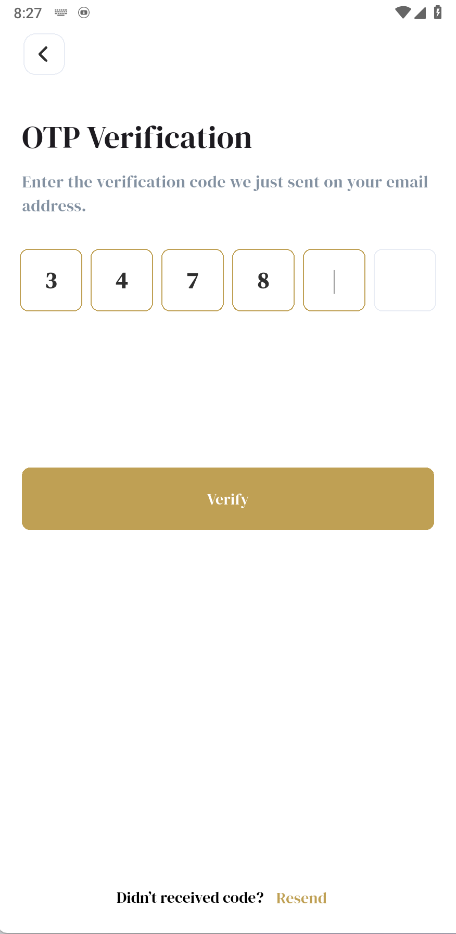 8:27
OTP Verification
Enter the verification code we just sent on your email
address.
3 4 7 8
Verify
Didn't received code? Resend